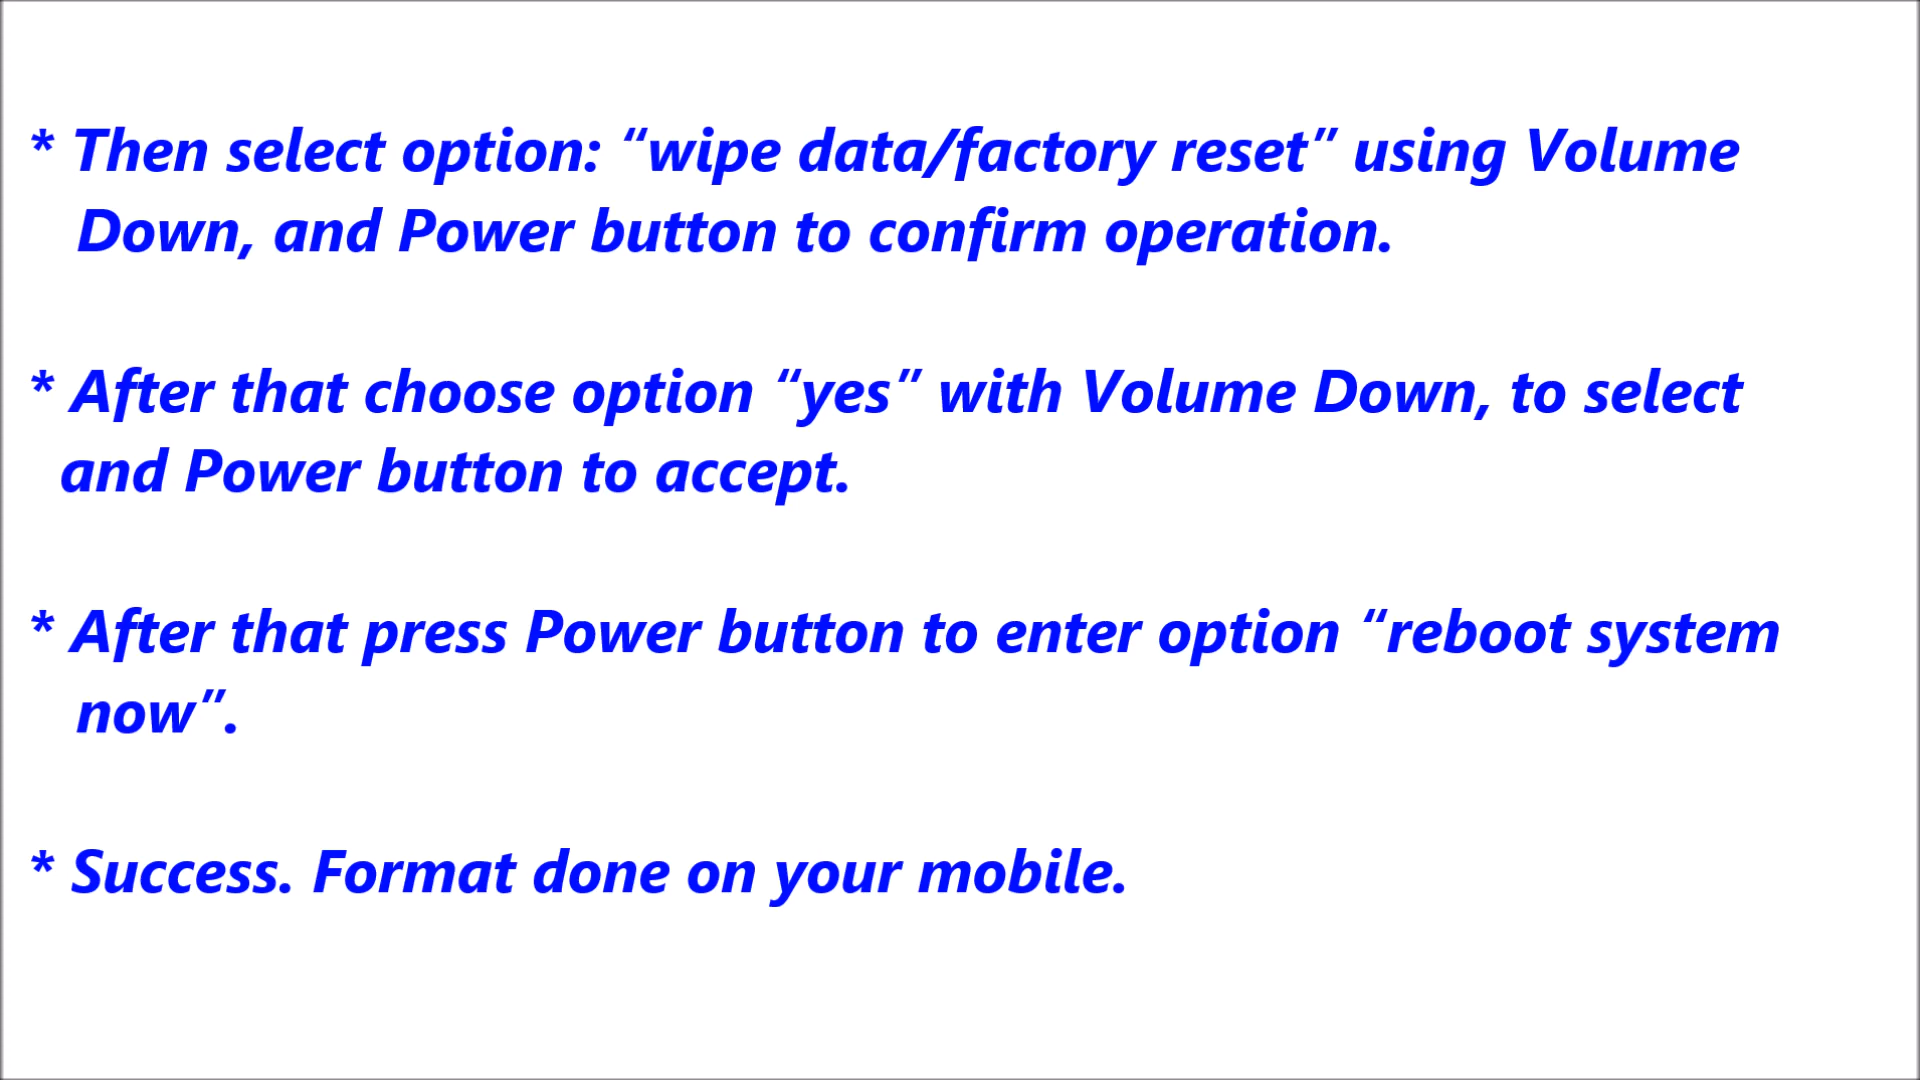 * Then select option: “wipe data/factory reset” using Volume
Down, and Power button to confirm operation.
* After that choose option “yes” with Volume Down, to select
and Power button to accept.
* After that press Power button to enter option “reboot system
now”.
* Success. Format done on your mobile.